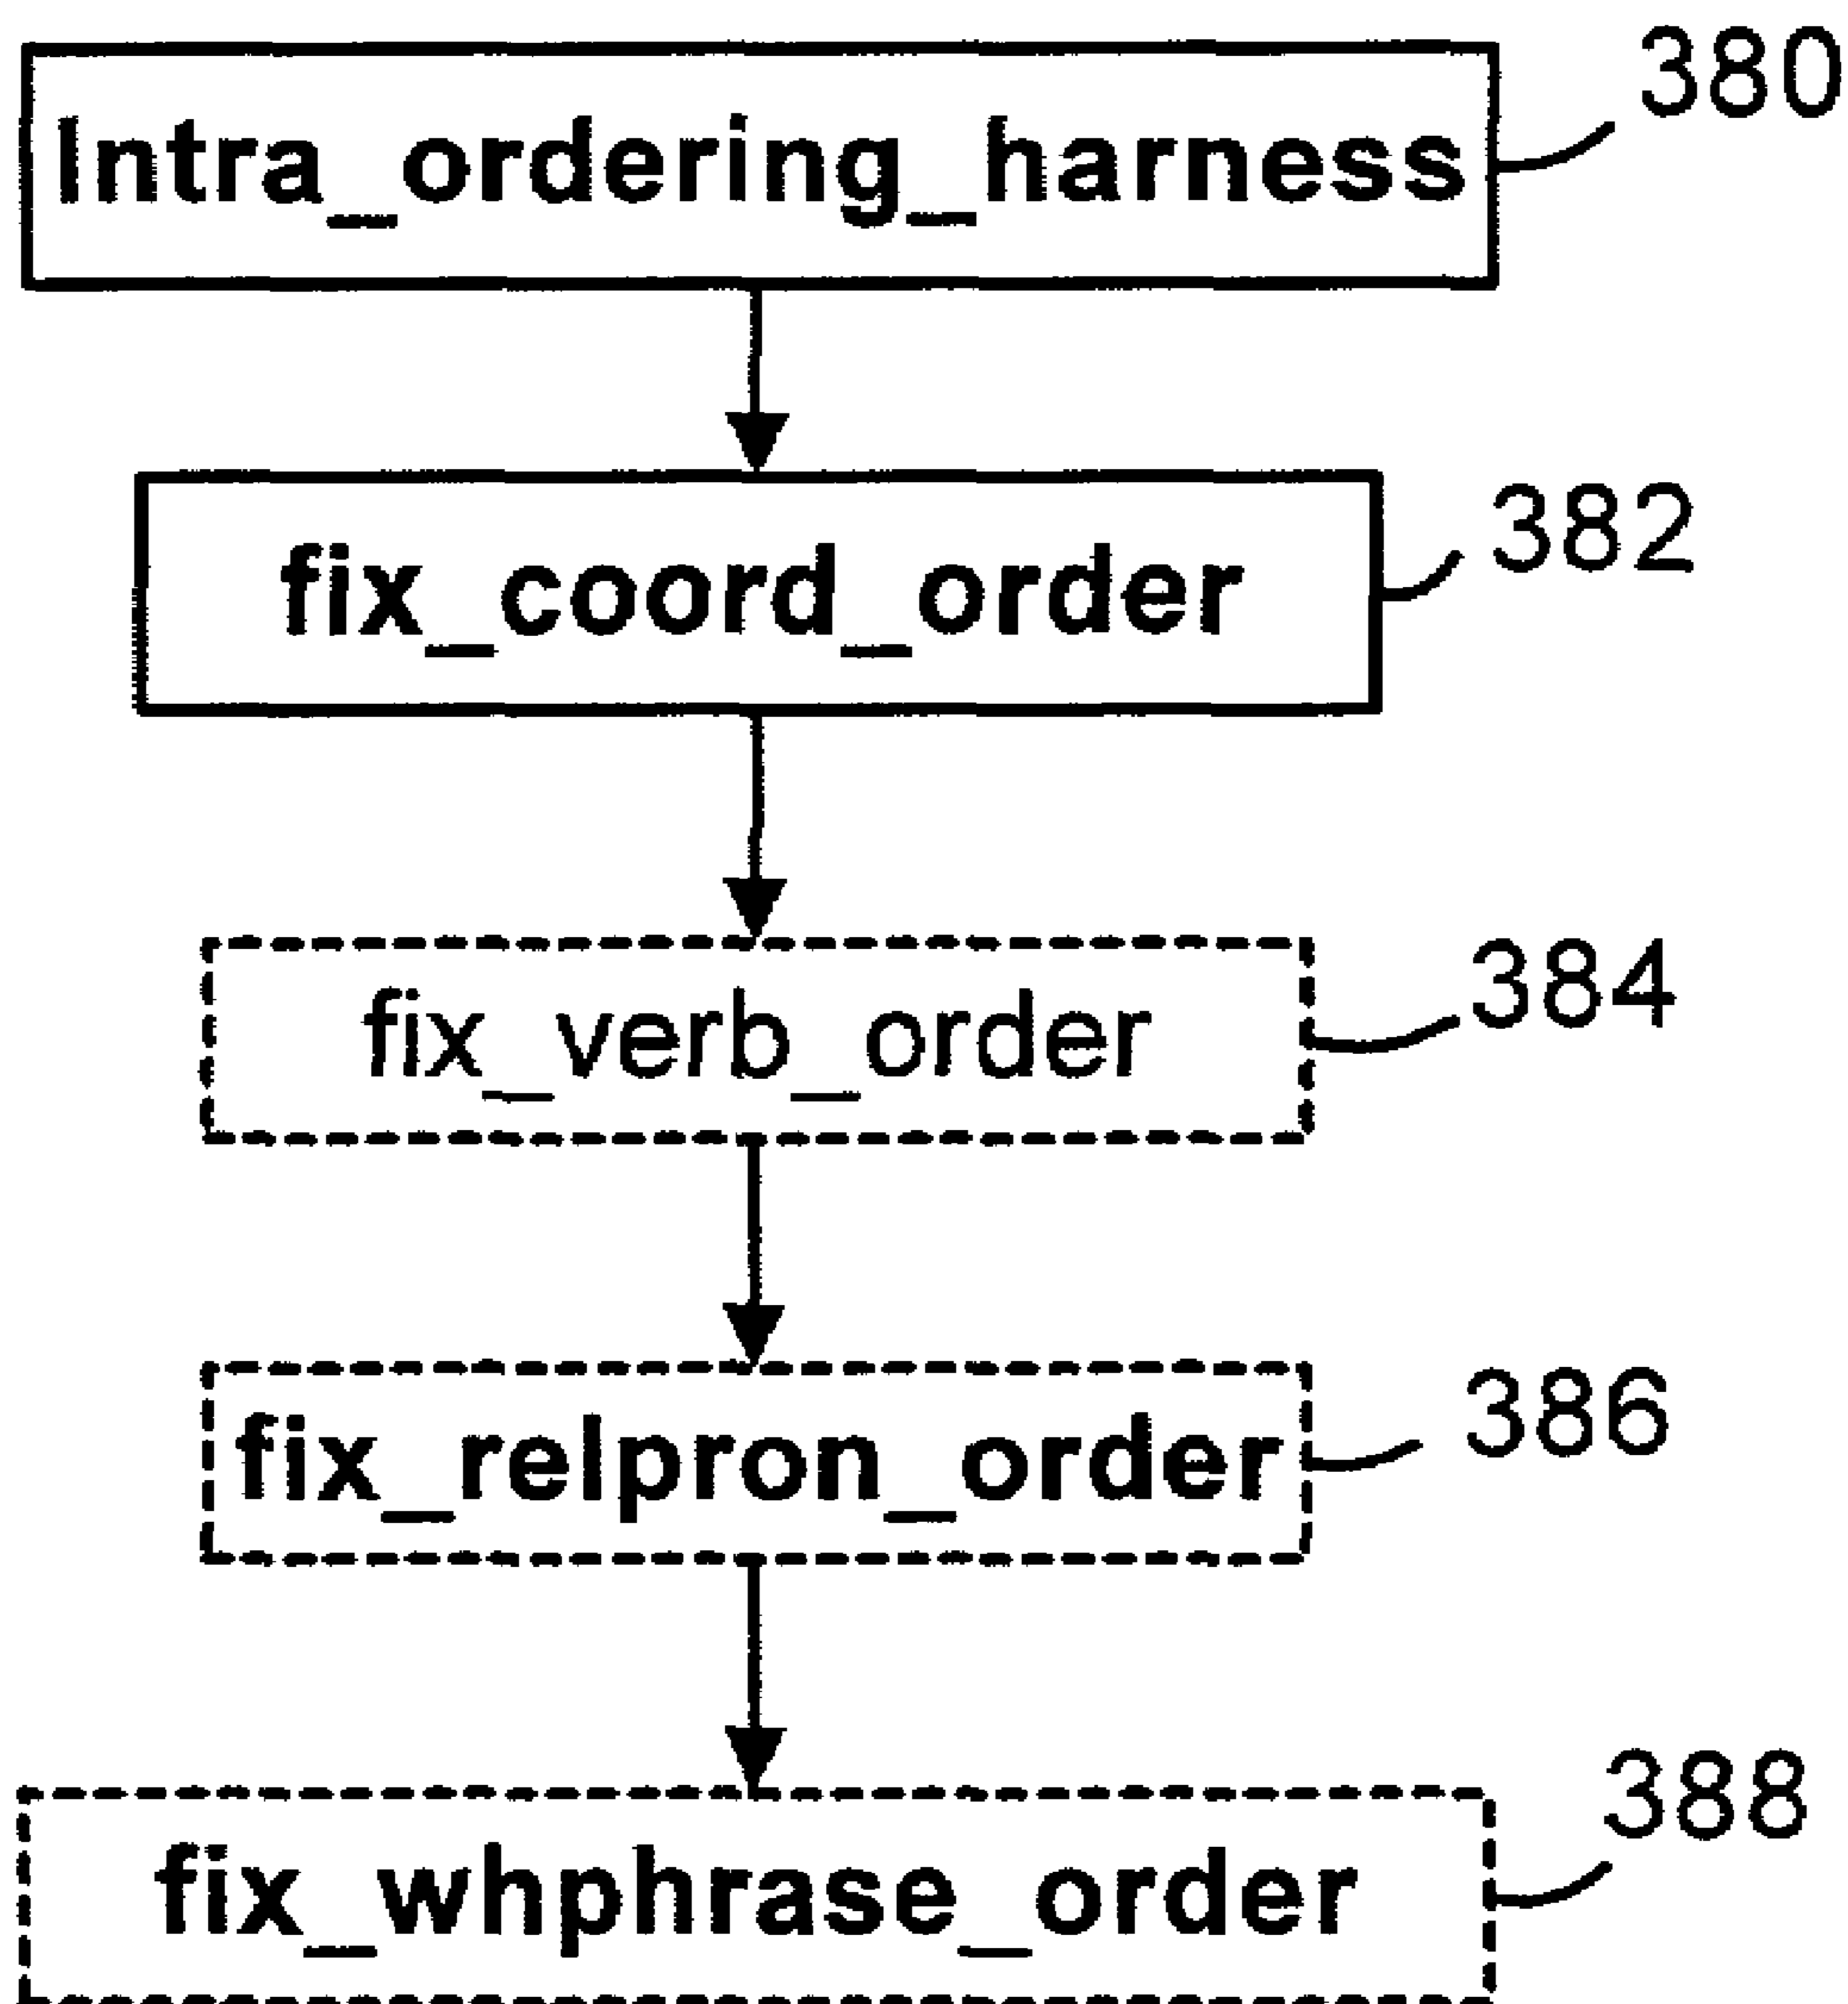 380
Intra_ordering_harness
382
fix_coord_order
384
fix_verb_order
386
fix_relpron_order
388
fix_whphrase_order